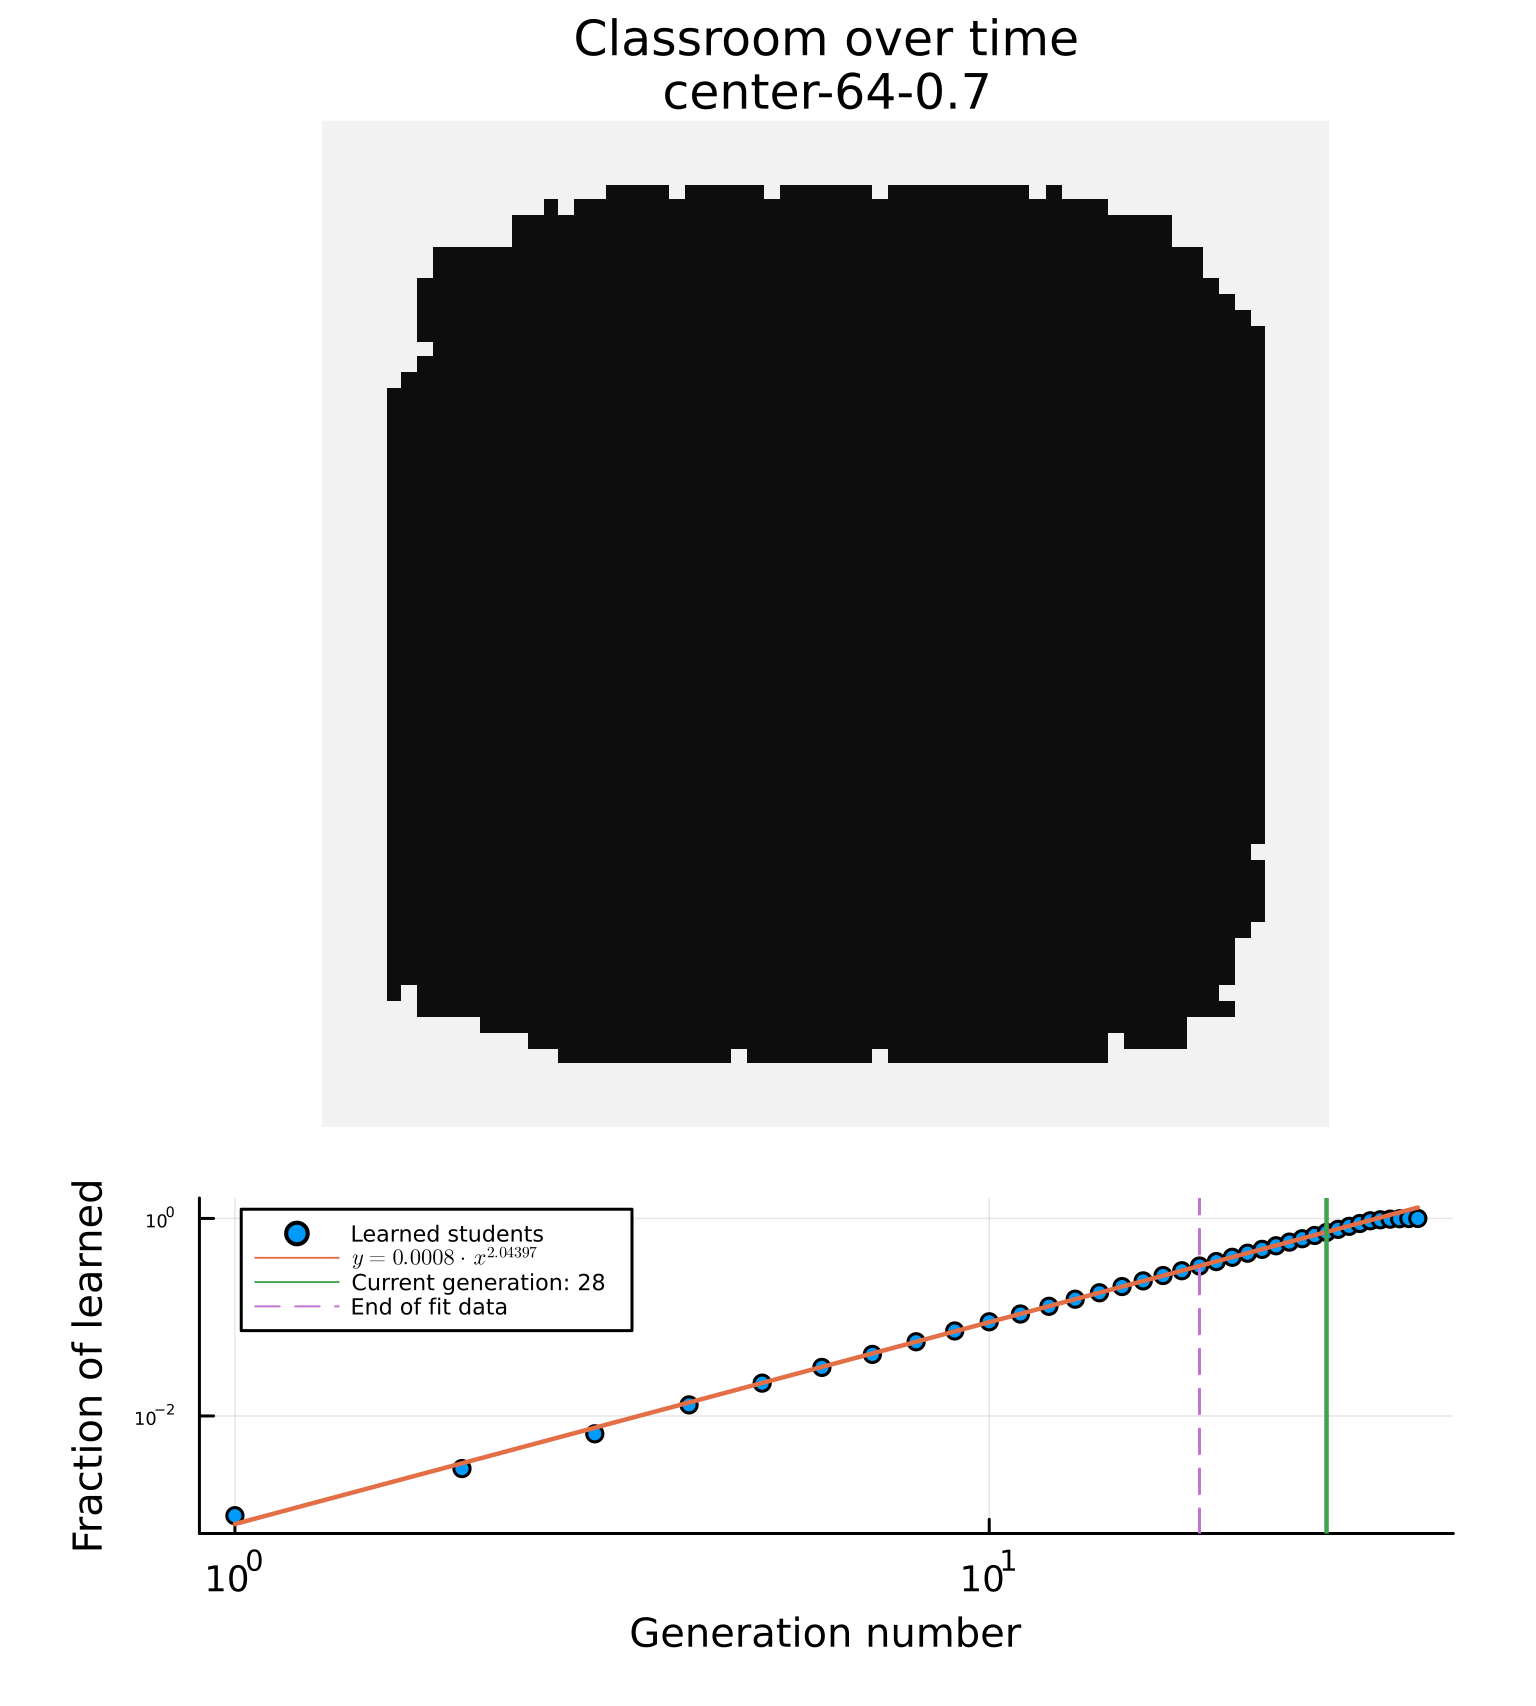 Classroom over time
center-64-0.7
10⁰
10⁻²
Fraction of learned
Learned students
y = 0.0008 · x²·⁰⁴³⁹⁷
Current generation: 28
End of fit data
10⁰ 10¹
Generation number